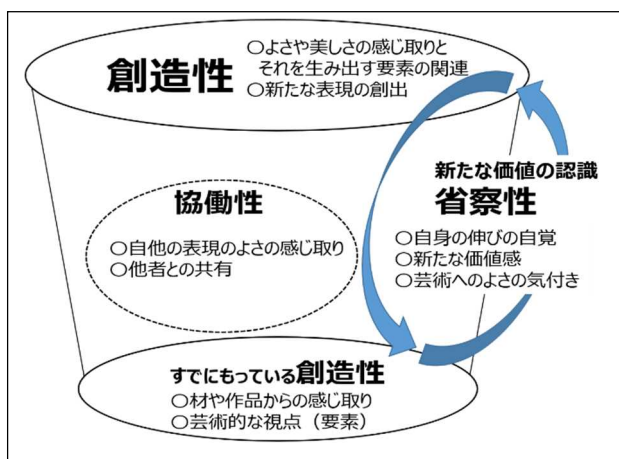 創造性
○よさや美しさの感じ取りと
それを生み出す要素の関連
○新たな表現の創出
協働性
○自他の表現のよさの感じ取り
○他者との共有
新たな価値の認識
省察性
○自身の伸びの自覚
○新たな価値感
○芸術へのよさの気付き
すでにもっている創造性
○材や作品からの感じ取り
○芸術的な視点（要素）